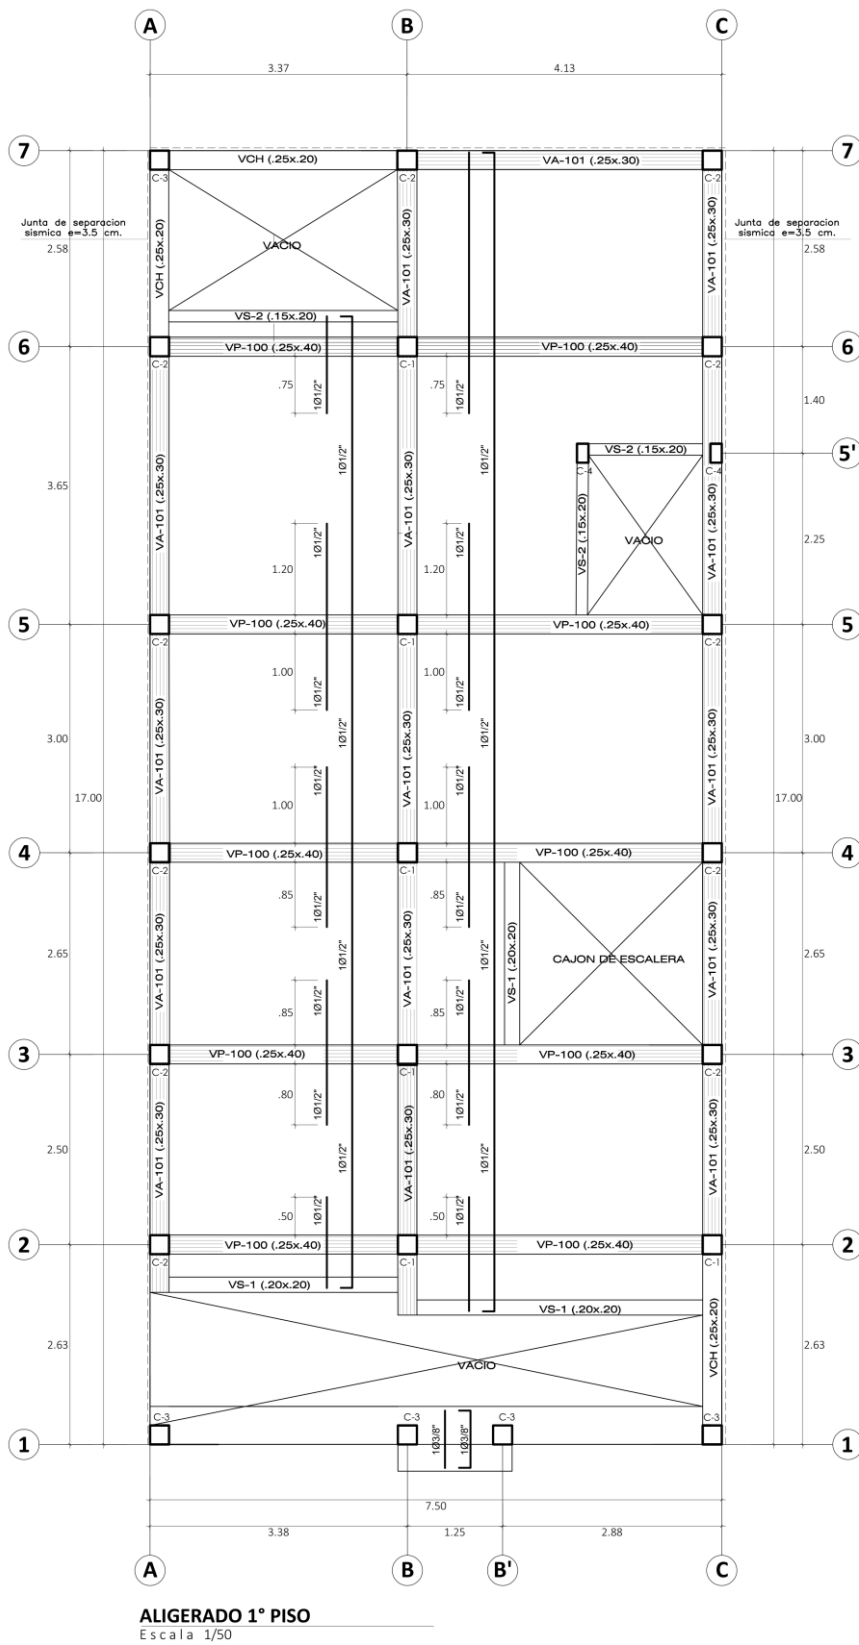 A
B
C
3.37
4.13
7
VCH (.25x.20)
VA-101 (.25x.30)
7
C-3
C-2
C-2
Junta de separacion
sismica e=3.5 cm.
2.58
VCH (.25x.20)
VACIO
VA-101 (.25x.30)
VA-101 (.25x.30)
Junta de separacion
sismica e=3.5 cm.
2.58
VS-2 (.15x.20)
6
VP-100 (.25x.40)
VP-100 (.25x.40)
6
C-2
C-1
C-2
.75
1Ø1/2"
1Ø1/2"
.75
1Ø1/2"
1Ø1/2"
1.40
VS-2 (.15x.20)
5'
C-4
C-4
3.65
VA-101 (.25x.30)
VA-101 (.25x.30)
VS-2 (.15x.20)
VACIO
VA-101 (.25x.30)
2.25
1.20
1Ø1/2"
1.20
1Ø1/2"
5
VP-100 (.25x.40)
VP-100 (.25x.40)
5
C-2
C-1
C-2
1.00
1Ø1/2"
1.00
1Ø1/2"
3.00
VA-101 (.25x.30)
1Ø1/2"
VA-101 (.25x.30)
1Ø1/2"
VA-101 (.25x.30)
3.00
17.00
17.00
1.00
1Ø1/2"
1.00
1Ø1/2"
4
VP-100 (.25x.40)
VP-100 (.25x.40)
4
C-2
C-1
C-2
.85
1Ø1/2"
.85
1Ø1/2"
2.65
VA-101 (.25x.30)
1Ø1/2"
VA-101 (.25x.30)
1Ø1/2"
VS-1 (.20x.20)
CAJON DE ESCALERA
VA-101 (.25x.30)
2.65
.85
1Ø1/2"
.85
1Ø1/2"
3
VP-100 (.25x.40)
VP-100 (.25x.40)
3
C-2
C-1
C-2
.80
1Ø1/2"
.80
1Ø1/2"
2.50
VA-101 (.25x.30)
1Ø1/2"
VA-101 (.25x.30)
1Ø1/2"
VA-101 (.25x.30)
2.50
.50
1Ø1/2"
.50
1Ø1/2"
2
VP-100 (.25x.40)
VP-100 (.25x.40)
2
C-2
C-1
C-1
VS-1 (.20x.20)
VS-1 (.20x.20)
2.63
VACIO
VCH (.25x.20)
2.63
C-3
C-3
C-3
C-3
1
1Ø3/8"
1Ø3/8"
1
7.50
3.38
1.25
2.88
A
B
B'
C
ALIGERADO 1° PISO
Escala 1/50